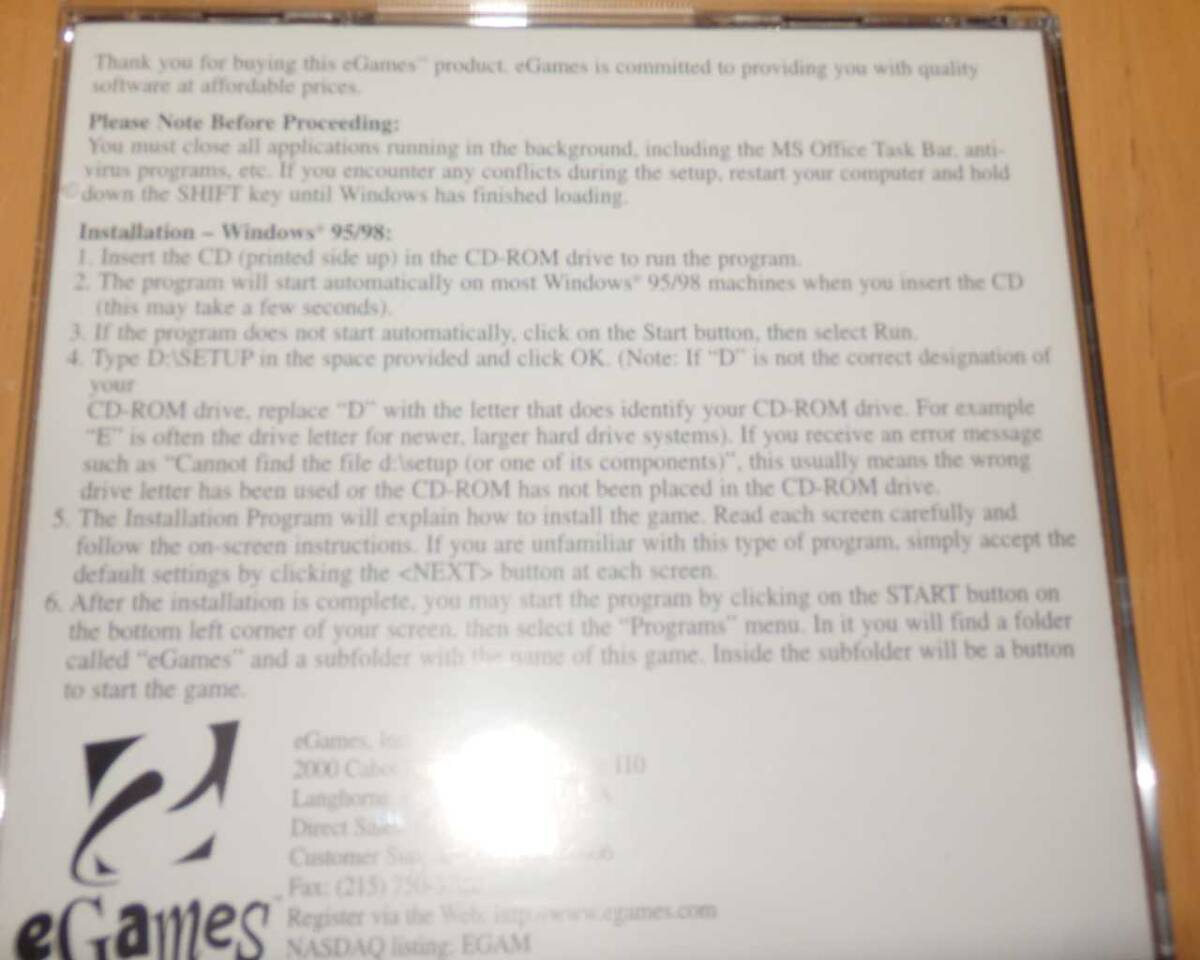 Thank you for buying this eGames™ product. eGames is committed to providing you with quality
software at affordable prices.
Please Note Before Proceeding:
You must close all applications running in the background, including the MS Office Task Bar, anti-
virus programs, etc. If you encounter any conflicts during the setup, restart your computer and hold
down the SHIFT key until Windows has finished loading.
Installation – Windows® 95/98:
1. Insert the CD (printed side up) in the CD-ROM drive to run the program.
2. The program will start automatically on most Windows® 95/98 machines when you insert the CD
(this may take a few seconds).
3. If the program does not start automatically, click on the Start button, then select Run.
4. Type D:\SETUP in the space provided and click OK. (Note: If “D” is not the correct designation of
your
CD-ROM drive, replace “D” with the letter that does identify your CD-ROM drive. For example
“E” is often the drive letter for newer, larger hard drive systems). If you receive an error message
such as “Cannot find the file d:\setup (or one of its components)”, this usually means the wrong
drive letter has been used or the CD-ROM has not been placed in the CD-ROM drive.
5. The Installation Program will explain how to install the game. Read each screen carefully and
follow the on-screen instructions. If you are unfamiliar with this type of program, simply accept the
default settings by clicking the <NEXT> button at each screen.
6. After the installation is complete, you may start the program by clicking on the START button on
the bottom left corner of your screen, then select the “Programs” menu. In it you will find a folder
called “eGames” and a subfolder with the name of this game. Inside the subfolder will be a button
to start the game.
eGames,
2000 110
Langhorne
Direct
Customer
Fax: (215)
Register via the Web: http://www.egames.com
NASDAQ listing: EGAM
eGames™